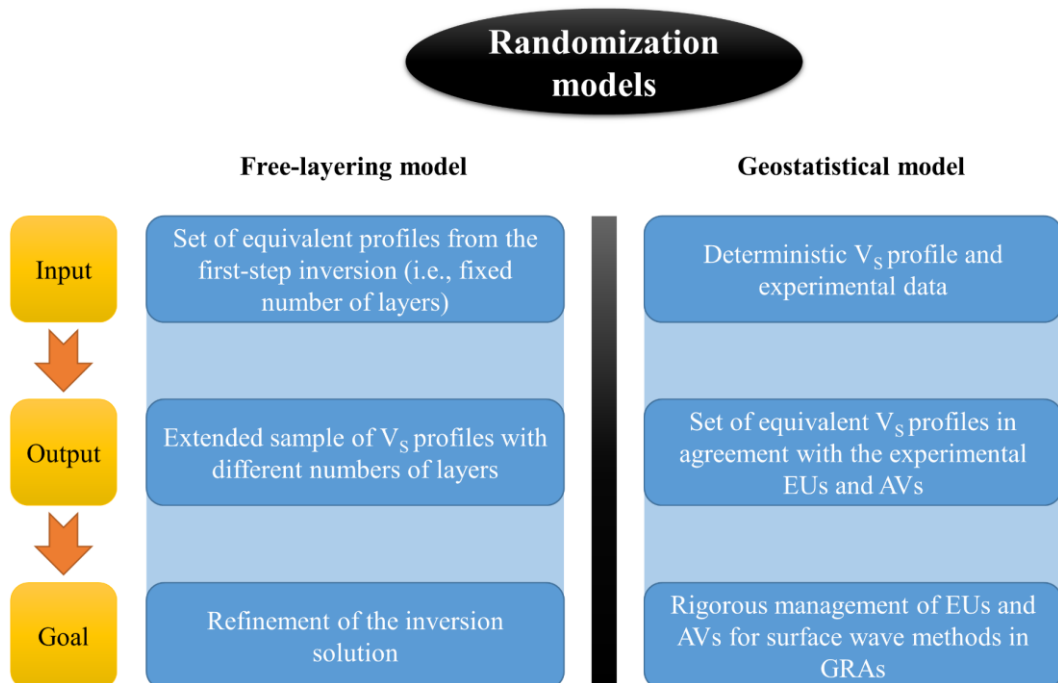 Randomization
models
Free-layering model
Geostatistical model
Input
Set of equivalent profiles from the
first-step inversion (i.e., fixed
number of layers)
Deterministic VS profile and
experimental data
Output
Extended sample of VS profiles with
different numbers of layers
Set of equivalent VS profiles in
agreement with the experimental
EUs and AVs
Goal
Refinement of the inversion
solution
Rigorous management of EUs and
AVs for surface wave methods in
GRAs